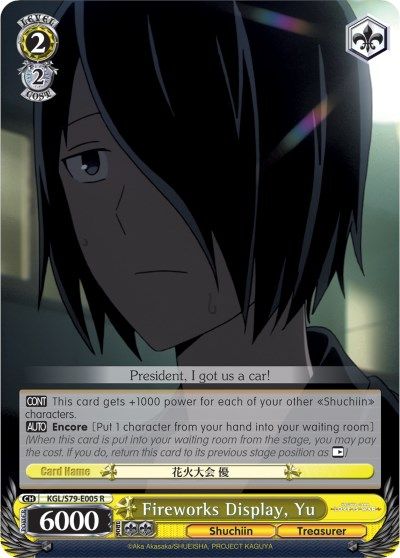 LEVEL
2
2
COST
President, I got us a car!
CONT This card gets +1000 power for each of your other «Shuchiin»
characters.
AUTO Encore [Put 1 character from your hand into your waiting room]
(When this card is put into your waiting room from the stage, you may pay
the cost. If you do, return this card to its previous stage position as
Card Name
花火大会 優
CD KGL/S79-E005 R
POWER 6000 SOUL Fireworks Display, Yu
Shuchiin Treasurer
©Aka Akasaka/SHUEISHA, PROJECT KAGUYA